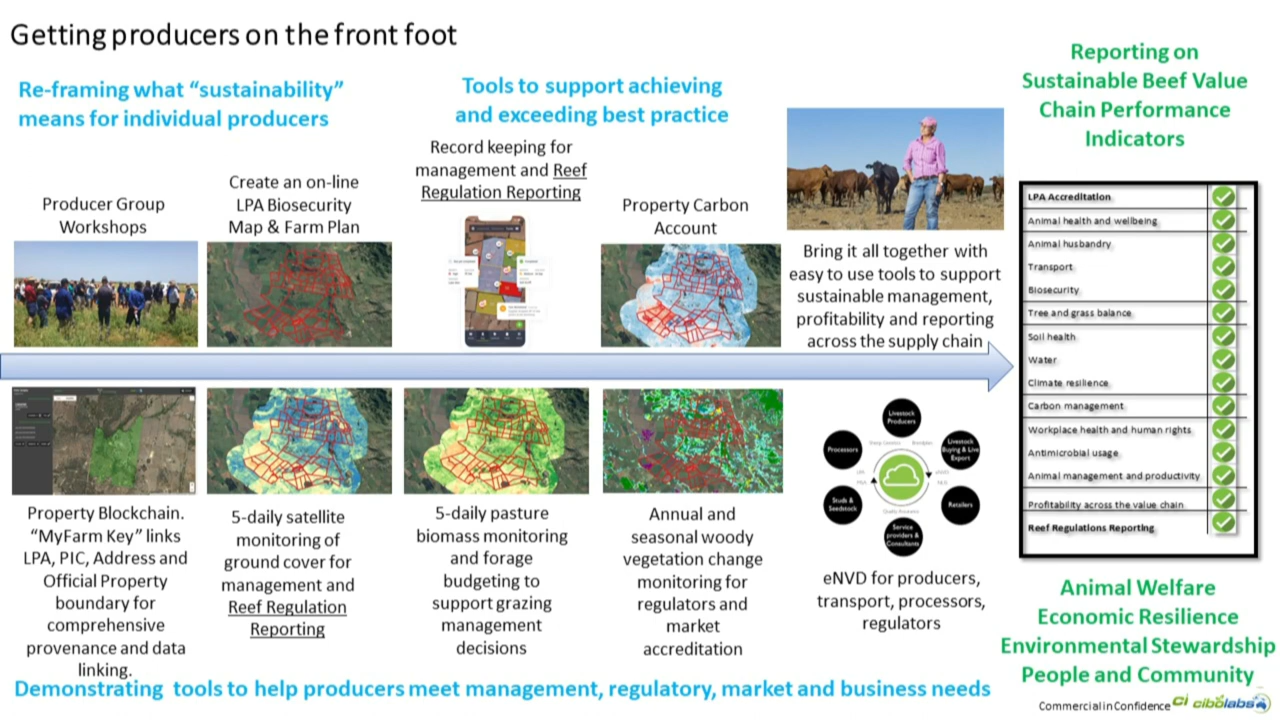 Getting producers on the front foot
Re-framing what “sustainability”
means for individual producers
Tools to support achieving
and exceeding best practice
Reporting on
Sustainable Beef Value
Chain Performance
Indicators
Producer Group
Workshops
Create an on-line
LPA Biosecurity
Map & Farm Plan
Record keeping for
management and Reef
Regulation Reporting
Property Carbon
Account
Bring it all together with
easy to use tools to support
sustainable management,
profitability and reporting
across the supply chain
Property Blockchain.
“MyFarm Key” links
LPA, PIC, Address and
Official Property
boundary for
comprehensive
provenance and data
linking.
5-daily satellite
monitoring of
ground cover for
management and
Reef Regulation
Reporting
5-daily pasture
biomass monitoring
and forage
budgeting to
support grazing
management
decisions
Annual and
seasonal woody
vegetation change
monitoring for
regulators and
market
accreditation
Livestock
Producers
Livestock
Buying & Live
Export
Retailers
Service
providers &
Consultants
Studs &
Seedstock
Processors
eNVD for producers,
transport, processors,
regulators
LPA Accreditation
Animal health and wellbeing
Animal husbandry
Transport
Biosecurity
Tree and grass balance
Soil health
Water
Climate resilience
Carbon management
Workplace health and human rights
Antimicrobial usage
Animal management and productivity
Profitability across the value chain
Reef Regulations Reporting
Animal Welfare
Economic Resilience
Environmental Stewardship
People and Community
Demonstrating tools to help producers meet management, regulatory, market and business needs
Commercial in Confidence
Ci cibolabs